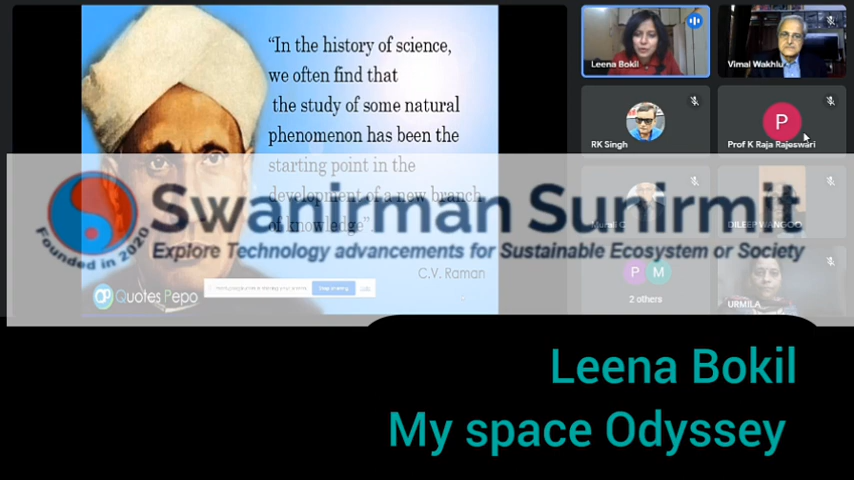 “In the history of science,
we often find that
the study of some natural
phenomenon has been the
starting point in the
development of a new branch
of knowledge”.
C.V. Raman
Quotes Pepo
Stop sharing
Leena Bokil
Vimal Wakhlu
RK Singh
P
Prof K Raja Rajeswari
Murali C
DILEEP WANGOO
P M
2 others
URMILA
Founded in 2020
Swanirman Sunirmit
Explore Technology advancements for Sustainable Ecosystem or Society
Leena Bokil
My space Odyssey